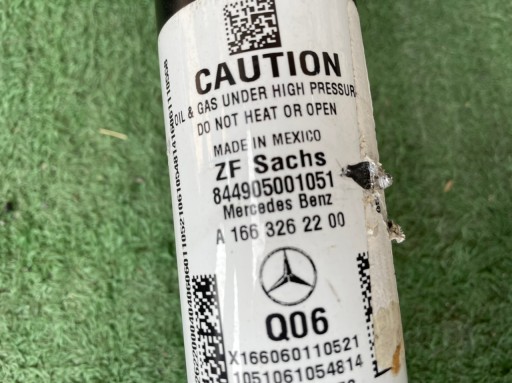 CAUTION
OIL & GAS UNDER HIGH PRESSUR
DO NOT HEAT OR OPEN
MADE IN MEXICO
ZF Sachs
844905001051
Mercedes Benz
A 166 326 22 00
Q06
X166060110521
1051061054814